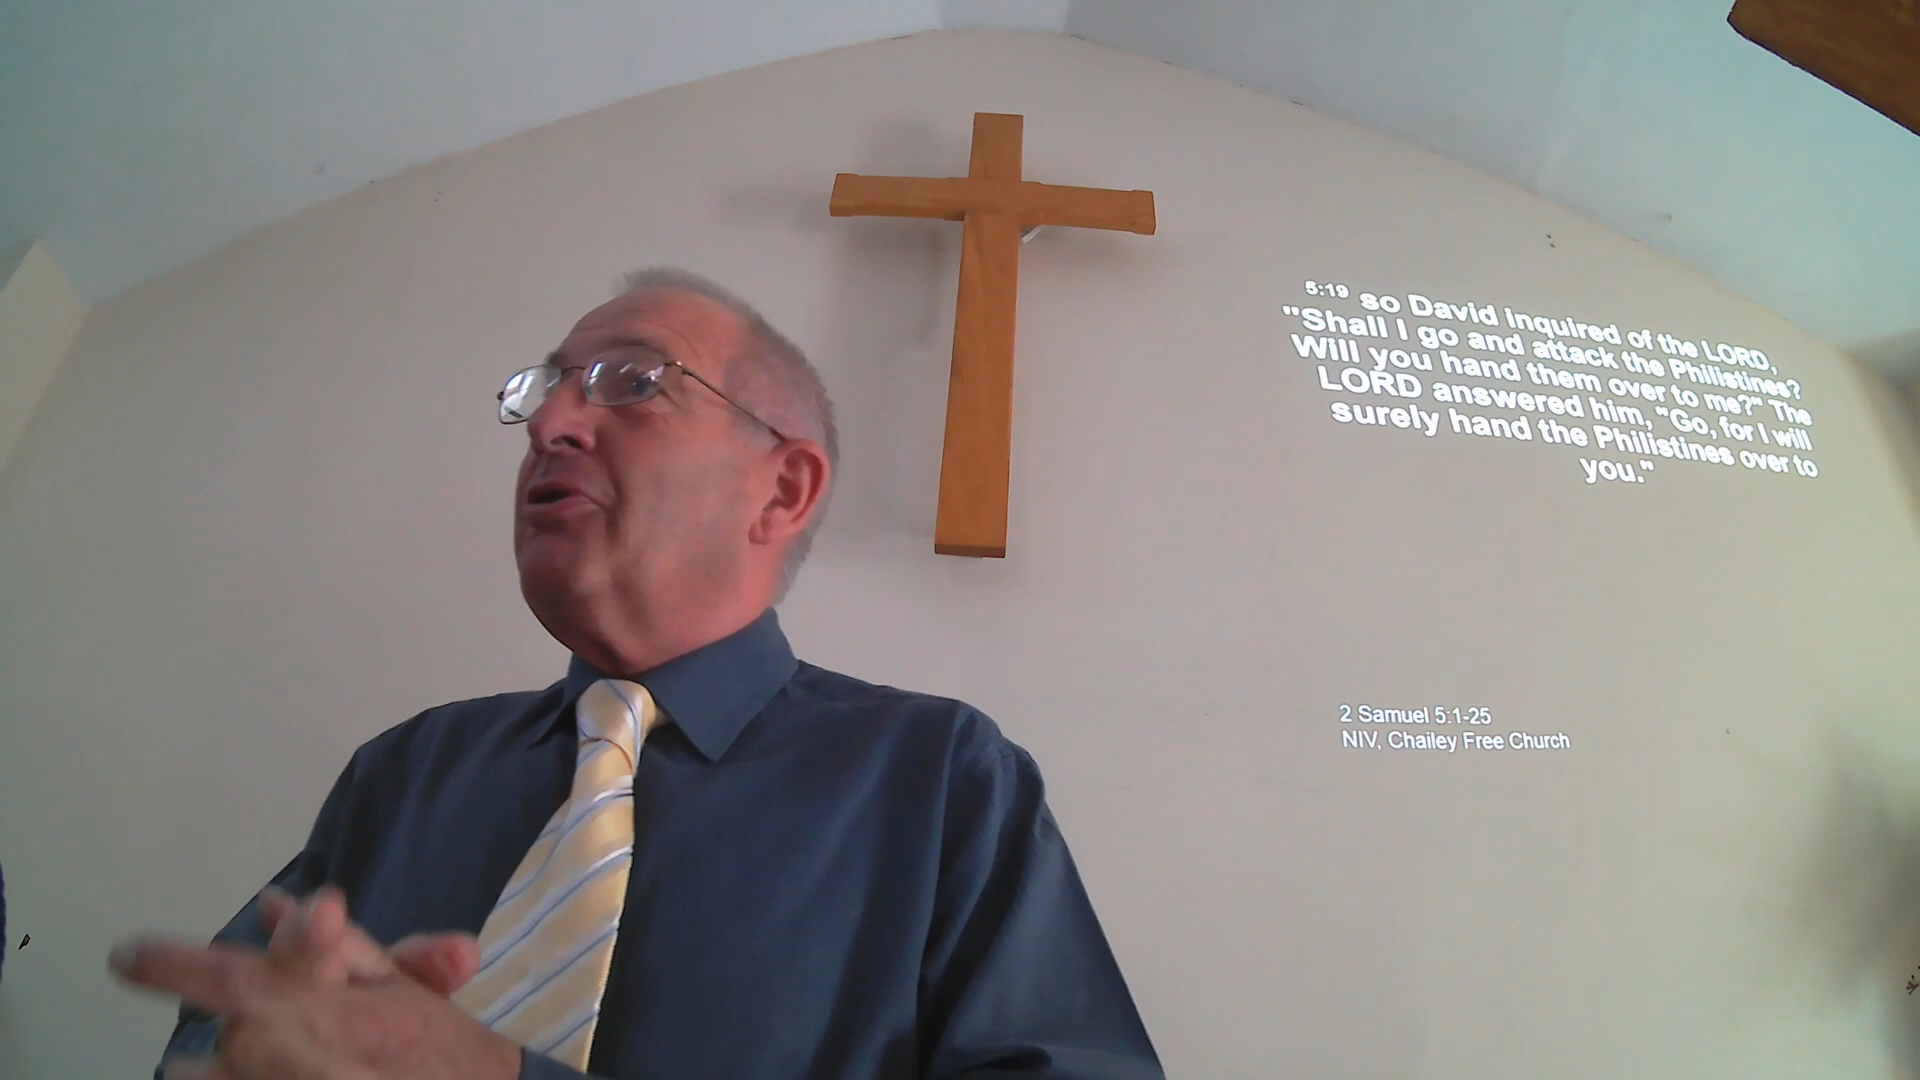 5:19 so David inquired of the LORD,
"Shall I go and attack the Philistines?
Will you hand them over to me?" The
LORD answered him, "Go, for I will
surely hand the Philistines over to
you."
2 Samuel 5:1-25
NIV, Chailey Free Church